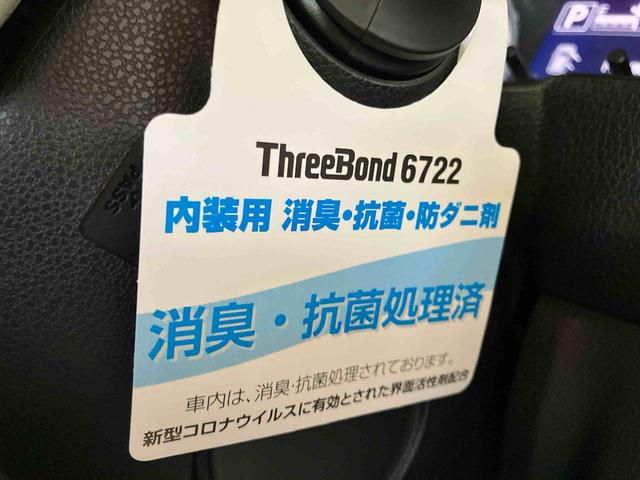 P
ThreeBond 6722
内装用 消臭・抗菌・防ダニ剤
消臭・抗菌処理済
車内は、消臭・抗菌処理されております。
新型コロナウイルスに有効とされた界面活性剤配合